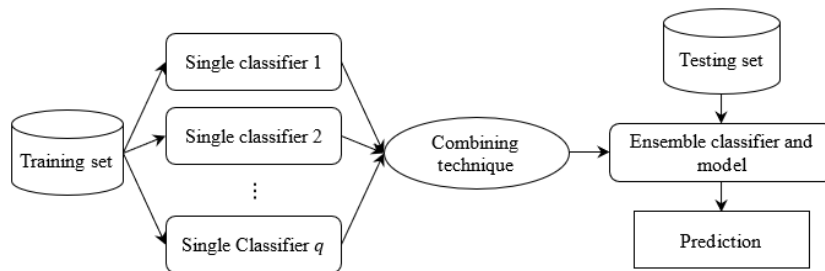 Training set
Single classifier 1
Single classifier 2
⋮
Single Classifier q
Combining
technique
Testing set
Ensemble classifier and
model
Prediction